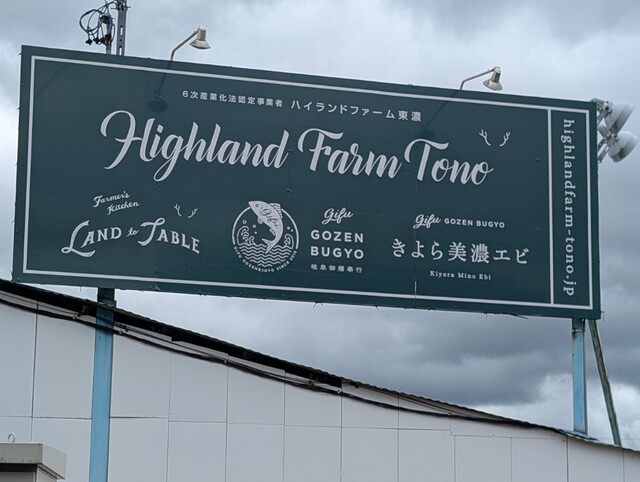 6次産業化法認定事業者 ハイランドファーム東濃
Highland Farm Tono
Farmer's Kitchen
LAND to TABLE
Gifu
GOZEN
BUGYO
岐阜御膳奉行
Gifu GOZEN BUGYO
きよら美濃エビ
Kiyora Mino Ebi
highlandfarm-tono.jp